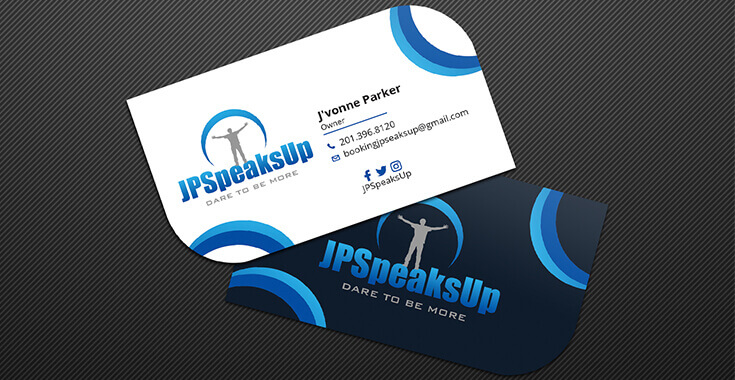 JPSpeaksUp
DARE TO BE MORE
J'vonne Parker
Owner
201.396.8120
bookingjpseaksup@gmail.com
JPSpeaksUp
JPSpeaksUp
DARE TO BE MORE